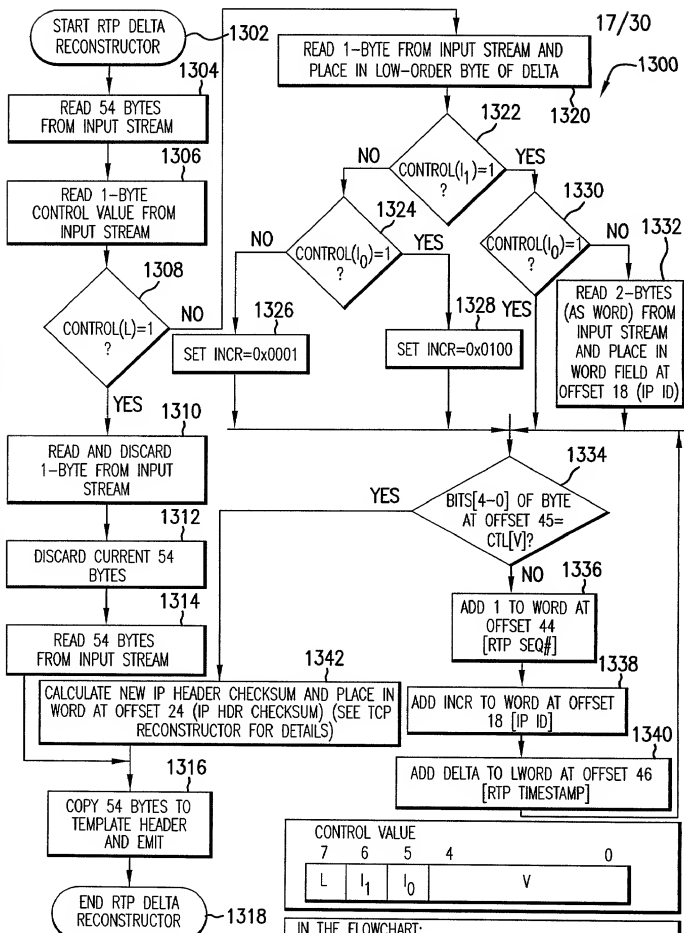 START RTP DELTA
RECONSTRUCTOR
1302
READ 54 BYTES
FROM INPUT STREAM
1304
READ 1-BYTE
CONTROL VALUE FROM
INPUT STREAM
1306
CONTROL(L)=1
?
1308
NO
YES
READ AND DISCARD
1-BYTE FROM INPUT
STREAM
1310
DISCARD CURRENT 54
BYTES
1312
READ 54 BYTES
FROM INPUT STREAM
1314
COPY 54 BYTES TO
TEMPLATE HEADER
AND EMIT
1316
END RTP DELTA
RECONSTRUCTOR
1318
17/30
1300
READ 1-BYTE FROM INPUT STREAM AND
PLACE IN LOW-ORDER BYTE OF DELTA
1320
CONTROL(I₁)=1
?
1322
NO
YES
CONTROL(I₀)=1
?
1324
NO
YES
SET INCR=0x0001
1326
SET INCR=0x0100
1328
CONTROL(I₀)=1
?
1330
NO
YES
READ 2-BYTES
(AS WORD) FROM
INPUT STREAM
AND PLACE IN
WORD FIELD AT
OFFSET 18 (IP ID)
1332
BITS[4-0] OF BYTE
AT OFFSET 45=
CTL[V]?
1334
YES
NO
ADD 1 TO WORD AT
OFFSET 44
[RTP SEQ#]
1336
ADD INCR TO WORD AT OFFSET
18 [IP ID]
1338
ADD DELTA TO LWORD AT OFFSET 46
[RTP TIMESTAMP]
1340
CALCULATE NEW IP HEADER CHECKSUM AND PLACE IN
WORD AT OFFSET 24 (IP HDR CHECKSUM) (SEE TCP
RECONSTRUCTOR FOR DETAILS)
1342
CONTROL VALUE
7 6 5 4 0
L I₁ I₀ V
IN THE FLOWCHART: